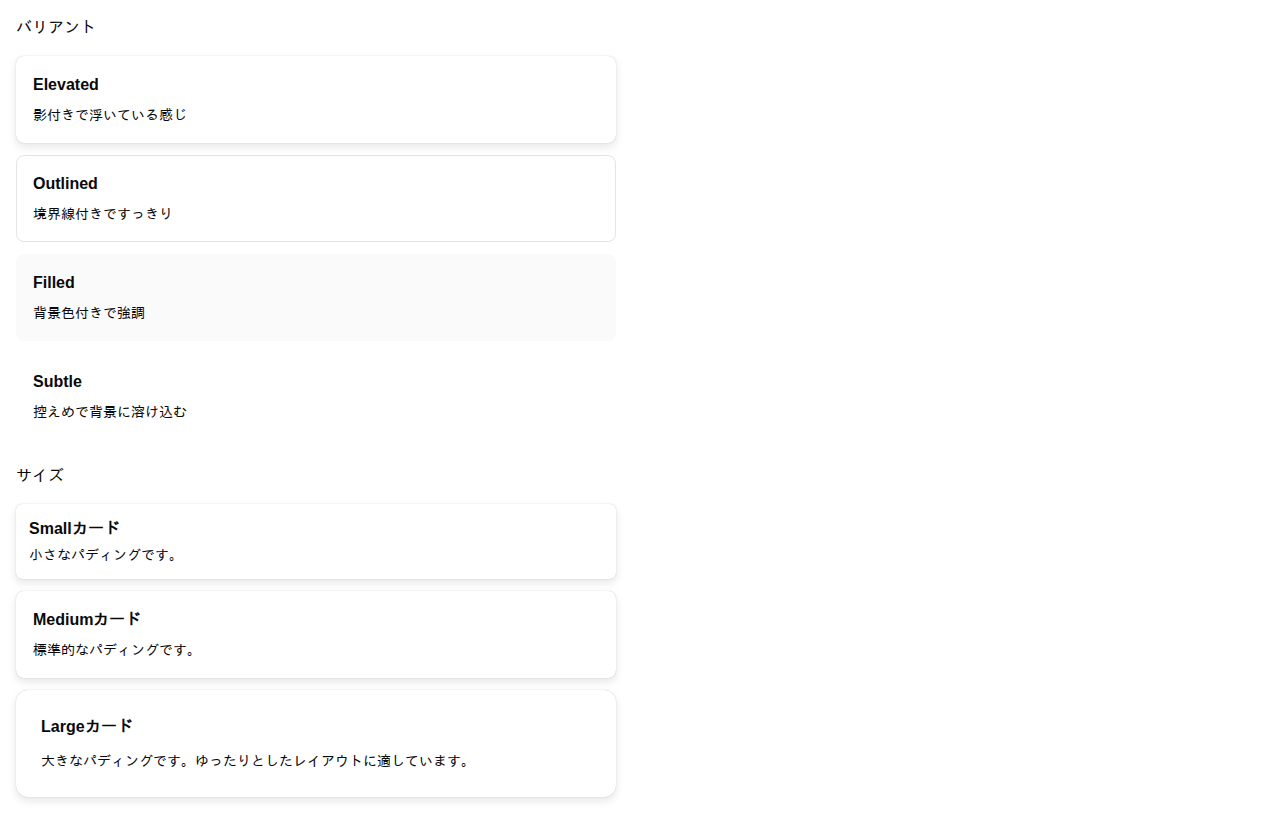 バリアント
Elevated
影付きで浮いている感じ
Outlined
境界線付きですっきり
Filled
背景色付きで強調
Subtle
控えめで背景に溶け込む
サイズ
Smallカード
小さなパディングです。
Mediumカード
標準的なパディングです。
Largeカード
大きなパディングです。ゆったりとしたレイアウトに適しています。